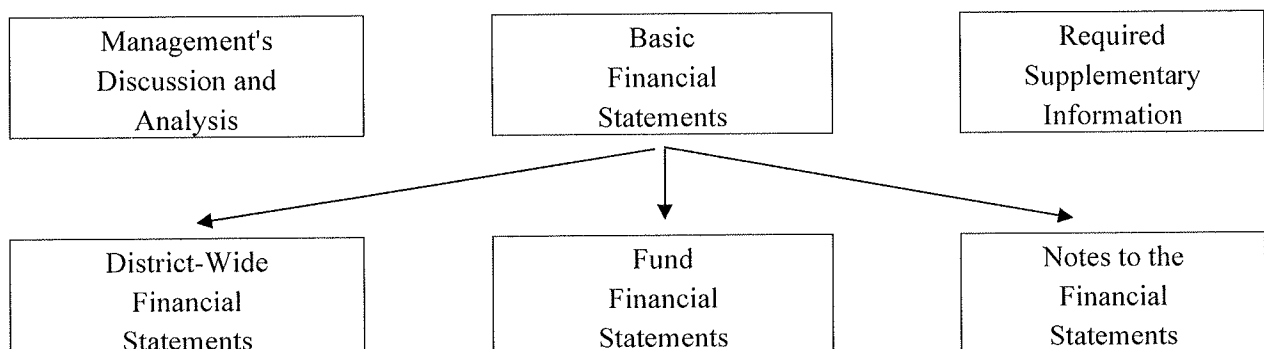 Management's
Discussion and
Analysis
Basic
Financial
Statements
Required
Supplementary
Information
District-Wide
Financial
Statements
Fund
Financial
Statements
Notes to the
Financial
Statements